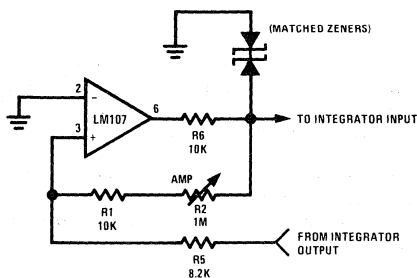 (MATCHED ZENERS)
2
−
LM107
6
3
+
TO INTEGRATOR INPUT
R6
10K
AMP
R1
10K
R2
1M
FROM INTEGRATOR
OUTPUT
R5
8.2K